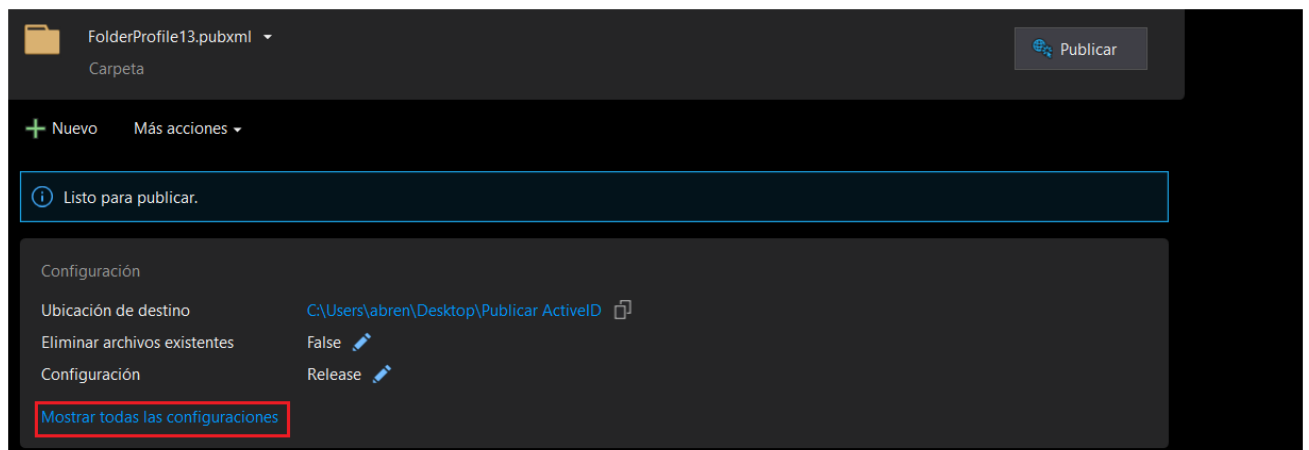 FolderProfile13.pubxml
Carpeta
Publicar
Nuevo Más acciones
Listo para publicar.
Configuración
Ubicación de destino C:\Users\abren\Desktop\Publicar ActiveID
Eliminar archivos existentes False
Configuración Release
Mostrar todas las configuraciones